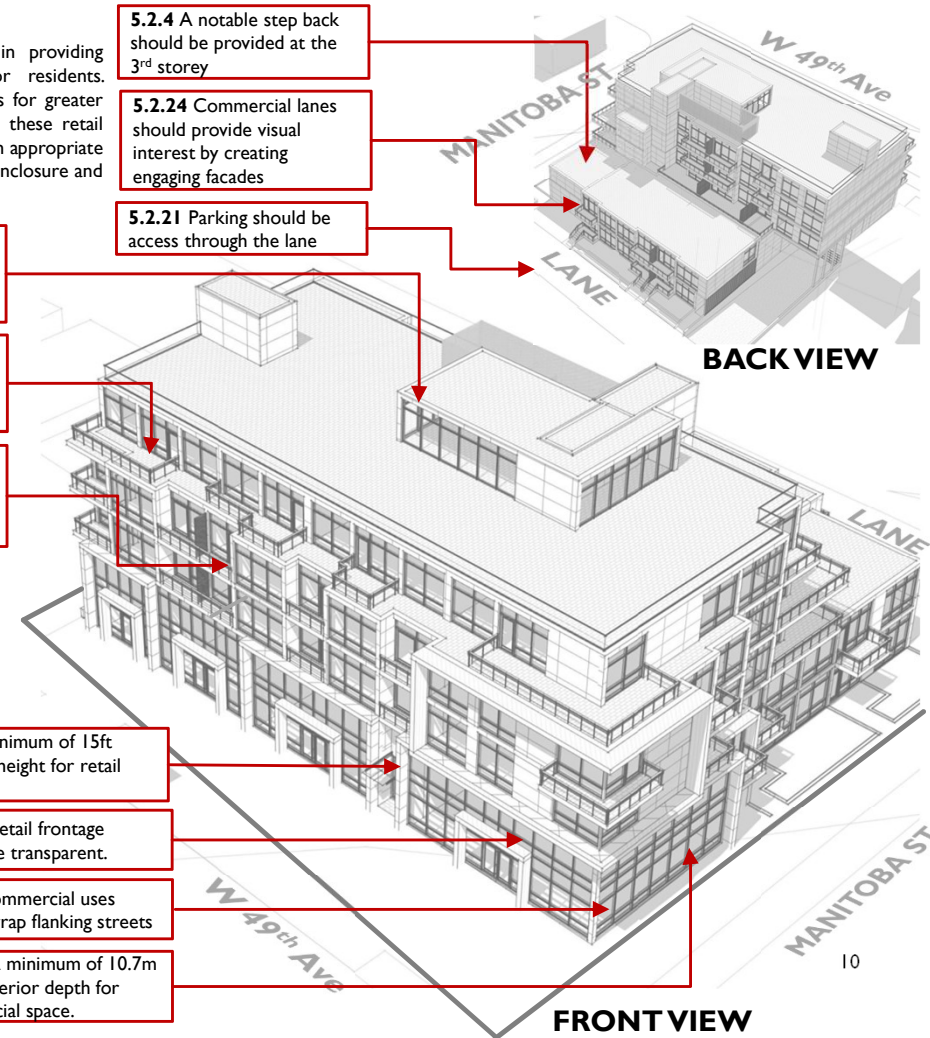 in providing
or residents.
s for greater
these retail
n appropriate
nclosure and
5.2.4 A notable step back
should be provided at the
3rd storey
5.2.24 Commercial lanes
should provide visual
interest by creating
engaging facades
5.2.21 Parking should be
access through the lane
MANITOBA ST
W 49th Ave
LANE
BACK VIEW
LANE
nimum of 15ft
height for retail
etail frontage
e transparent.
ommercial uses
rap flanking streets
minimum of 10.7m
erior depth for
cial space.
W 49th Ave
MANITOBA ST
10
FRONT VIEW